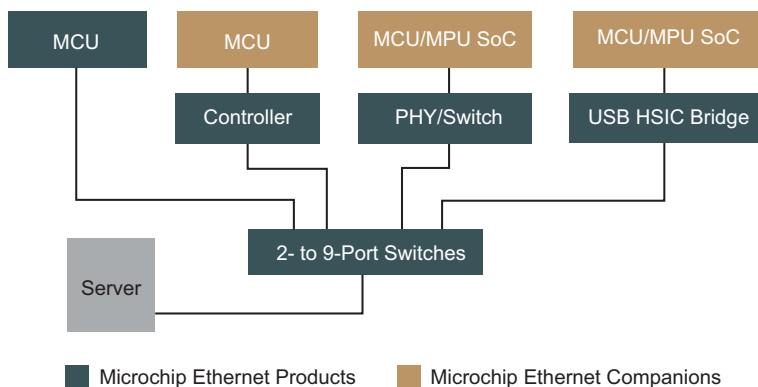 MCU
MCU
MCU/MPU SoC
MCU/MPU SoC
Controller
PHY/Switch
USB HSIC Bridge
2- to 9-Port Switches
Server
Microchip Ethernet Products
Microchip Ethernet Companions